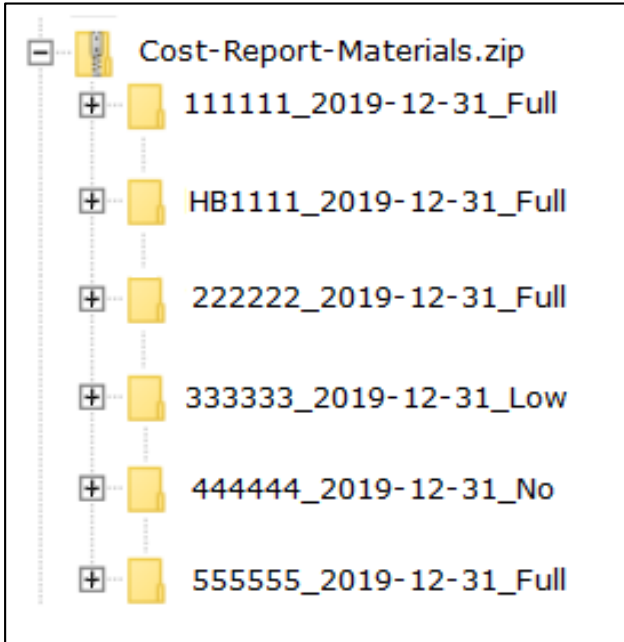 Cost-Report-Materials.zip
111111_2019-12-31_Full
HB1111_2019-12-31_Full
222222_2019-12-31_Full
333333_2019-12-31_Low
444444_2019-12-31_No
555555_2019-12-31_Full